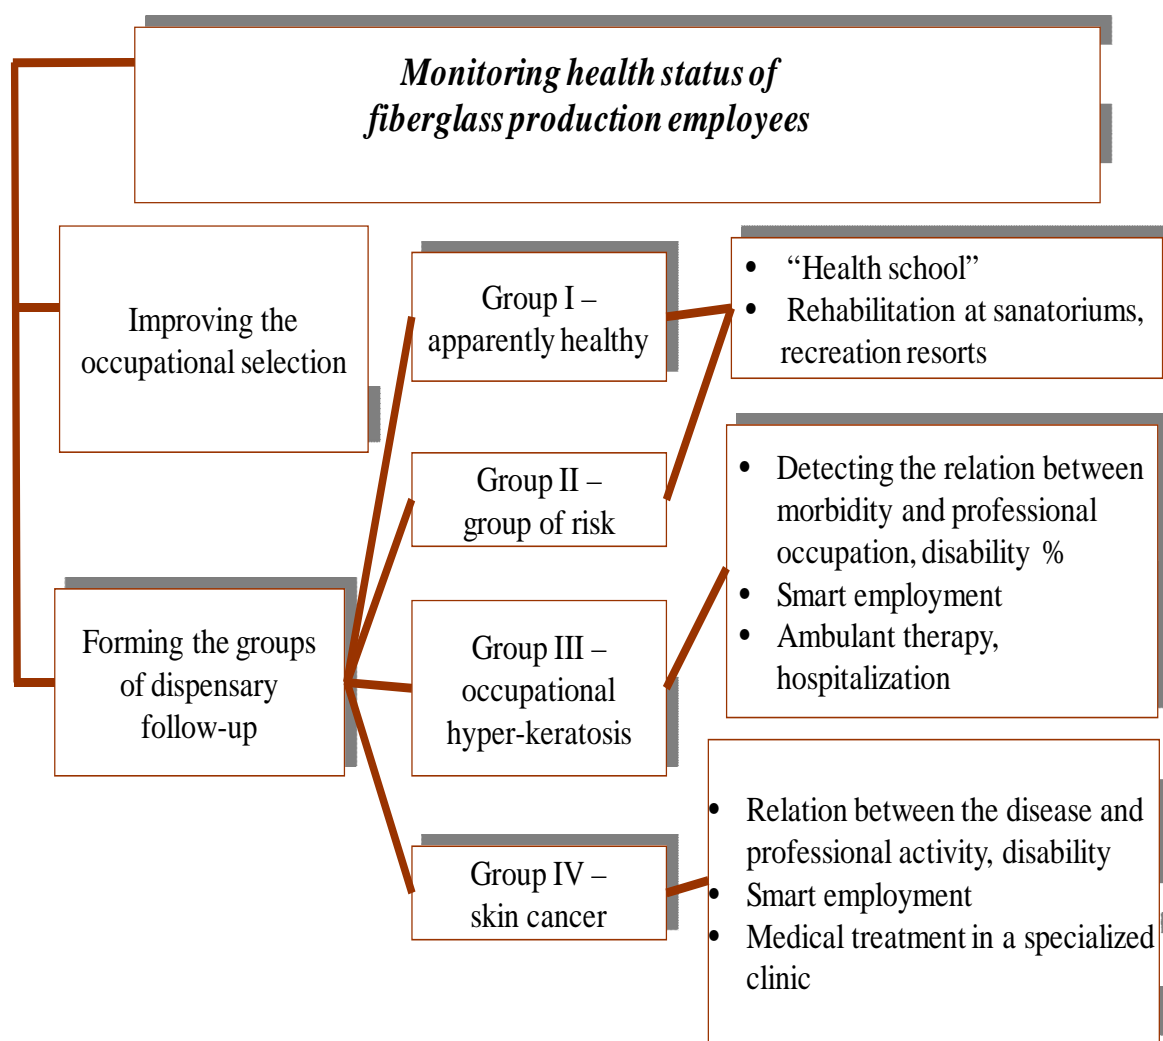 Monitoring health status of
fiberglass production employees
Improving the
occupational selection
Forming the groups
of dispensary
follow-up
Group I –
apparently healthy
Group II –
group of risk
Group III –
occupational
hyper-keratosis
Group IV –
skin cancer
• “Health school”
• Rehabilitation at sanatoriums,
recreation resorts
• Detecting the relation between
morbidity and professional
occupation, disability %
• Smart employment
• Ambulant therapy,
hospitalization
• Relation between the disease and
professional activity, disability
• Smart employment
• Medical treatment in a specialized
clinic